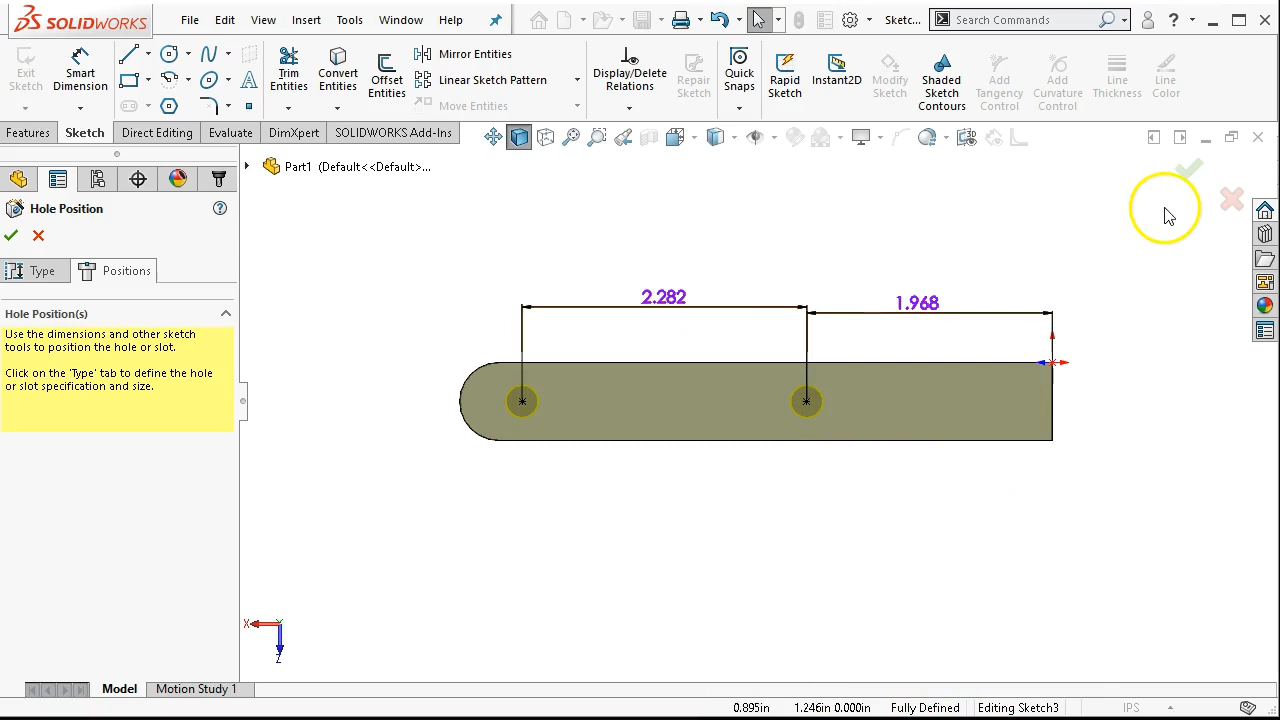 SOLIDWORKS File Edit View Insert Tools Window Help Sketc... Search Commands ?
Exit Sketch Smart Dimension Trim Entities Convert Entities Offset Entities Mirror Entities Linear Sketch Pattern Move Entities Display/Delete Relations Repair Sketch Quick Snaps Rapid Sketch Instant2D Modify Sketch Shaded Sketch Contours Add Tangency Control Add Curvature Control Line Thickness Line Color
Features Sketch Direct Editing Evaluate DimXpert SOLIDWORKS Add-Ins
Part1 (Default<<Default>...
Hole Position ?
Type Positions
Hole Position(s)
Use the dimensions and other sketch
tools to position the hole or slot.
Click on the 'Type' tab to define the hole
or slot specification and size.
2.282 1.968
X Y
Z
Model Motion Study 1
0.895in 1.246in 0.000in Fully Defined Editing Sketch3 IPS